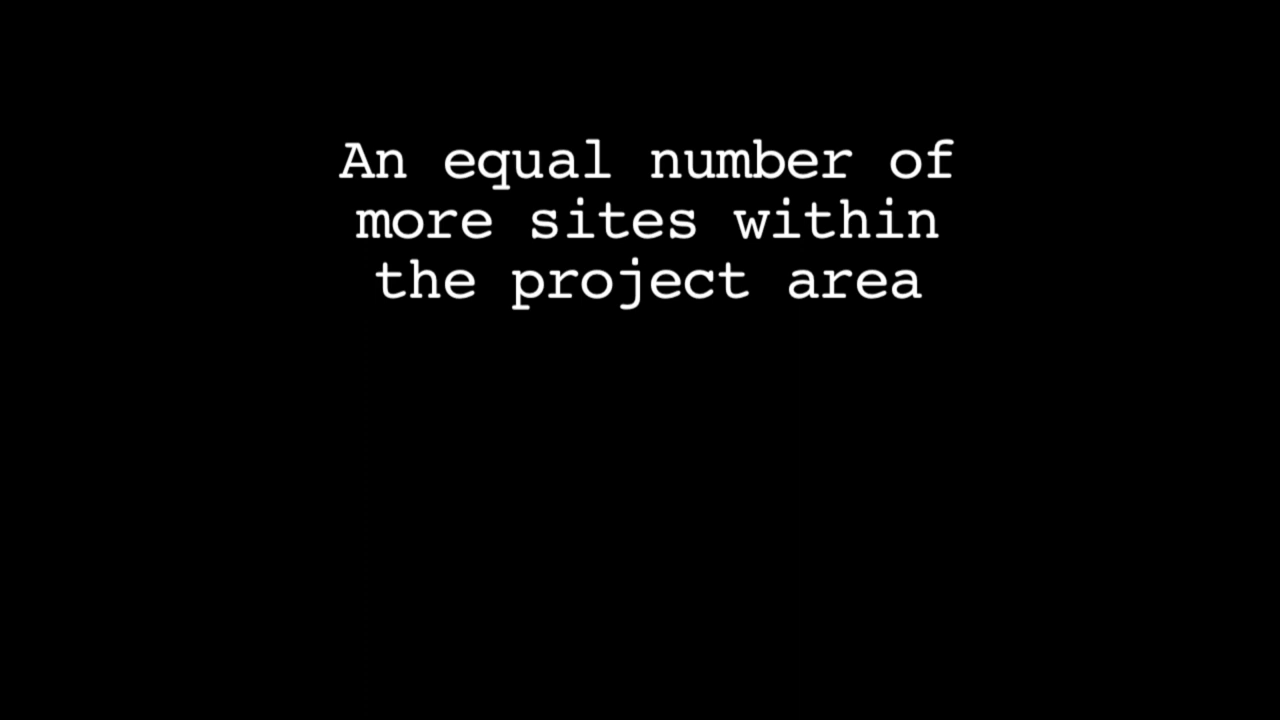 An equal number of
more sites within
the project area